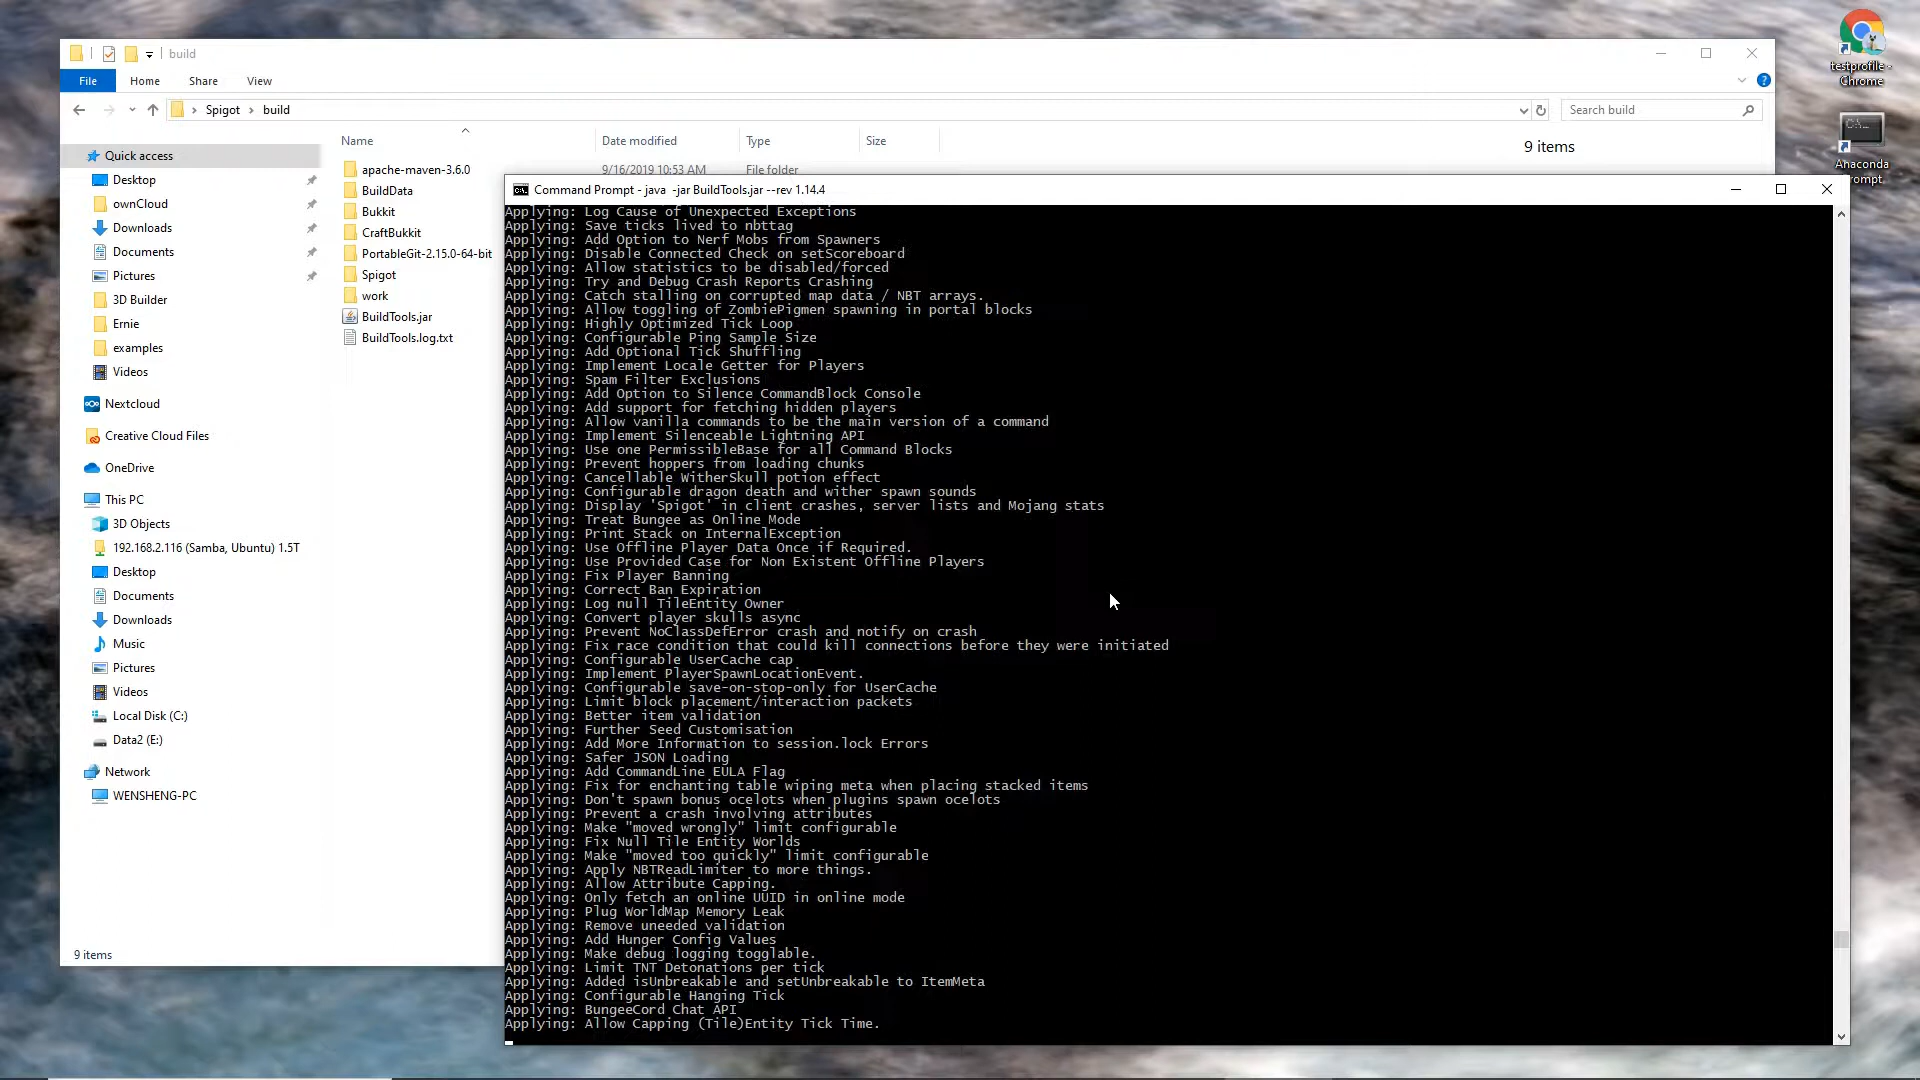 build
File
Home
Share
View
Spigot
build
Search build
Name
Date modified
Type
Size
9 items
Quick access
Desktop
ownCloud
Downloads
Documents
Pictures
3D Builder
Ernie
examples
Videos
Nextcloud
Creative Cloud Files
OneDrive
This PC
3D Objects
192.168.2.116 (Samba, Ubuntu) 1.5T
Desktop
Documents
Downloads
Music
Pictures
Videos
Local Disk (C:)
Data2 (E:)
Network
WENSHENG-PC
9 items
apache-maven-3.6.0
9/16/2019 10:53 AM
File folder
BuildData
Bukkit
CraftBukkit
PortableGit-2.15.0-64-bit
Spigot
work
BuildTools.jar
BuildTools.log.txt
Command Prompt - java -jar BuildTools.jar --rev 1.14.4
Applying: Log Cause of Unexpected Exceptions
Applying: Save ticks lived to nbttag
Applying: Add Option to Nerf Mobs from Spawners
Applying: Disable Connected Check on setScoreboard
Applying: Allow statistics to be disabled/forced
Applying: Try and Debug Crash Reports Crashing
Applying: Catch stalling on corrupted map data / NBT arrays.
Applying: Allow toggling of ZombiePigmen spawning in portal blocks
Applying: Highly Optimized Tick Loop
Applying: Configurable Ping Sample Size
Applying: Add Optional Tick Shuffling
Applying: Implement Locale Getter for Players
Applying: Spam Filter Exclusions
Applying: Add Option to Silence CommandBlock Console
Applying: Add support for fetching hidden players
Applying: Allow vanilla commands to be the main version of a command
Applying: Implement Silenceable Lightning API
Applying: Use one PermissibleBase for all Command Blocks
Applying: Prevent hoppers from loading chunks
Applying: Cancellable WitherSkull potion effect
Applying: Configurable dragon death and wither spawn sounds
Applying: Display 'Spigot' in client crashes, server lists and Mojang stats
Applying: Treat Bungee as Online Mode
Applying: Print Stack on InternalException
Applying: Use Offline Player Data Once if Required.
Applying: Use Provided Case for Non Existent Offline Players
Applying: Fix Player Banning
Applying: Correct Ban Expiration
Applying: Log null TileEntity Owner
Applying: Convert player skulls async
Applying: Prevent NoClassDefError crash and notify on crash
Applying: Fix race condition that could kill connections before they were initiated
Applying: Configurable UserCache cap
Applying: Implement PlayerSpawnLocationEvent.
Applying: Configurable save-on-stop-only for UserCache
Applying: Limit block placement/interaction packets
Applying: Better item validation
Applying: Further Seed Customisation
Applying: Add More Information to session.lock Errors
Applying: Safer JSON Loading
Applying: Add CommandLine EULA Flag
Applying: Fix for enchanting table wiping meta when placing stacked items
Applying: Don't spawn bonus ocelots when plugins spawn ocelots
Applying: Prevent a crash involving attributes
Applying: Make "moved wrongly" limit configurable
Applying: Fix Null Tile Entity Worlds
Applying: Make "moved too quickly" limit configurable
Applying: Apply NBTReadLimiter to more things.
Applying: Allow Attribute Capping.
Applying: Only fetch an online UUID in online mode
Applying: Plug WorldMap Memory Leak
Applying: Remove uneeded validation
Applying: Add Hunger Config Values
Applying: Make debug logging togglable.
Applying: Limit TNT Detonations per tick
Applying: Added isUnbreakable and setUnbreakable to ItemMeta
Applying: Configurable Hanging Tick
Applying: BungeeCord Chat API
Applying: Allow Capping (Tile)Entity Tick Time.
testprofile -
Chrome
Anaconda
rompt